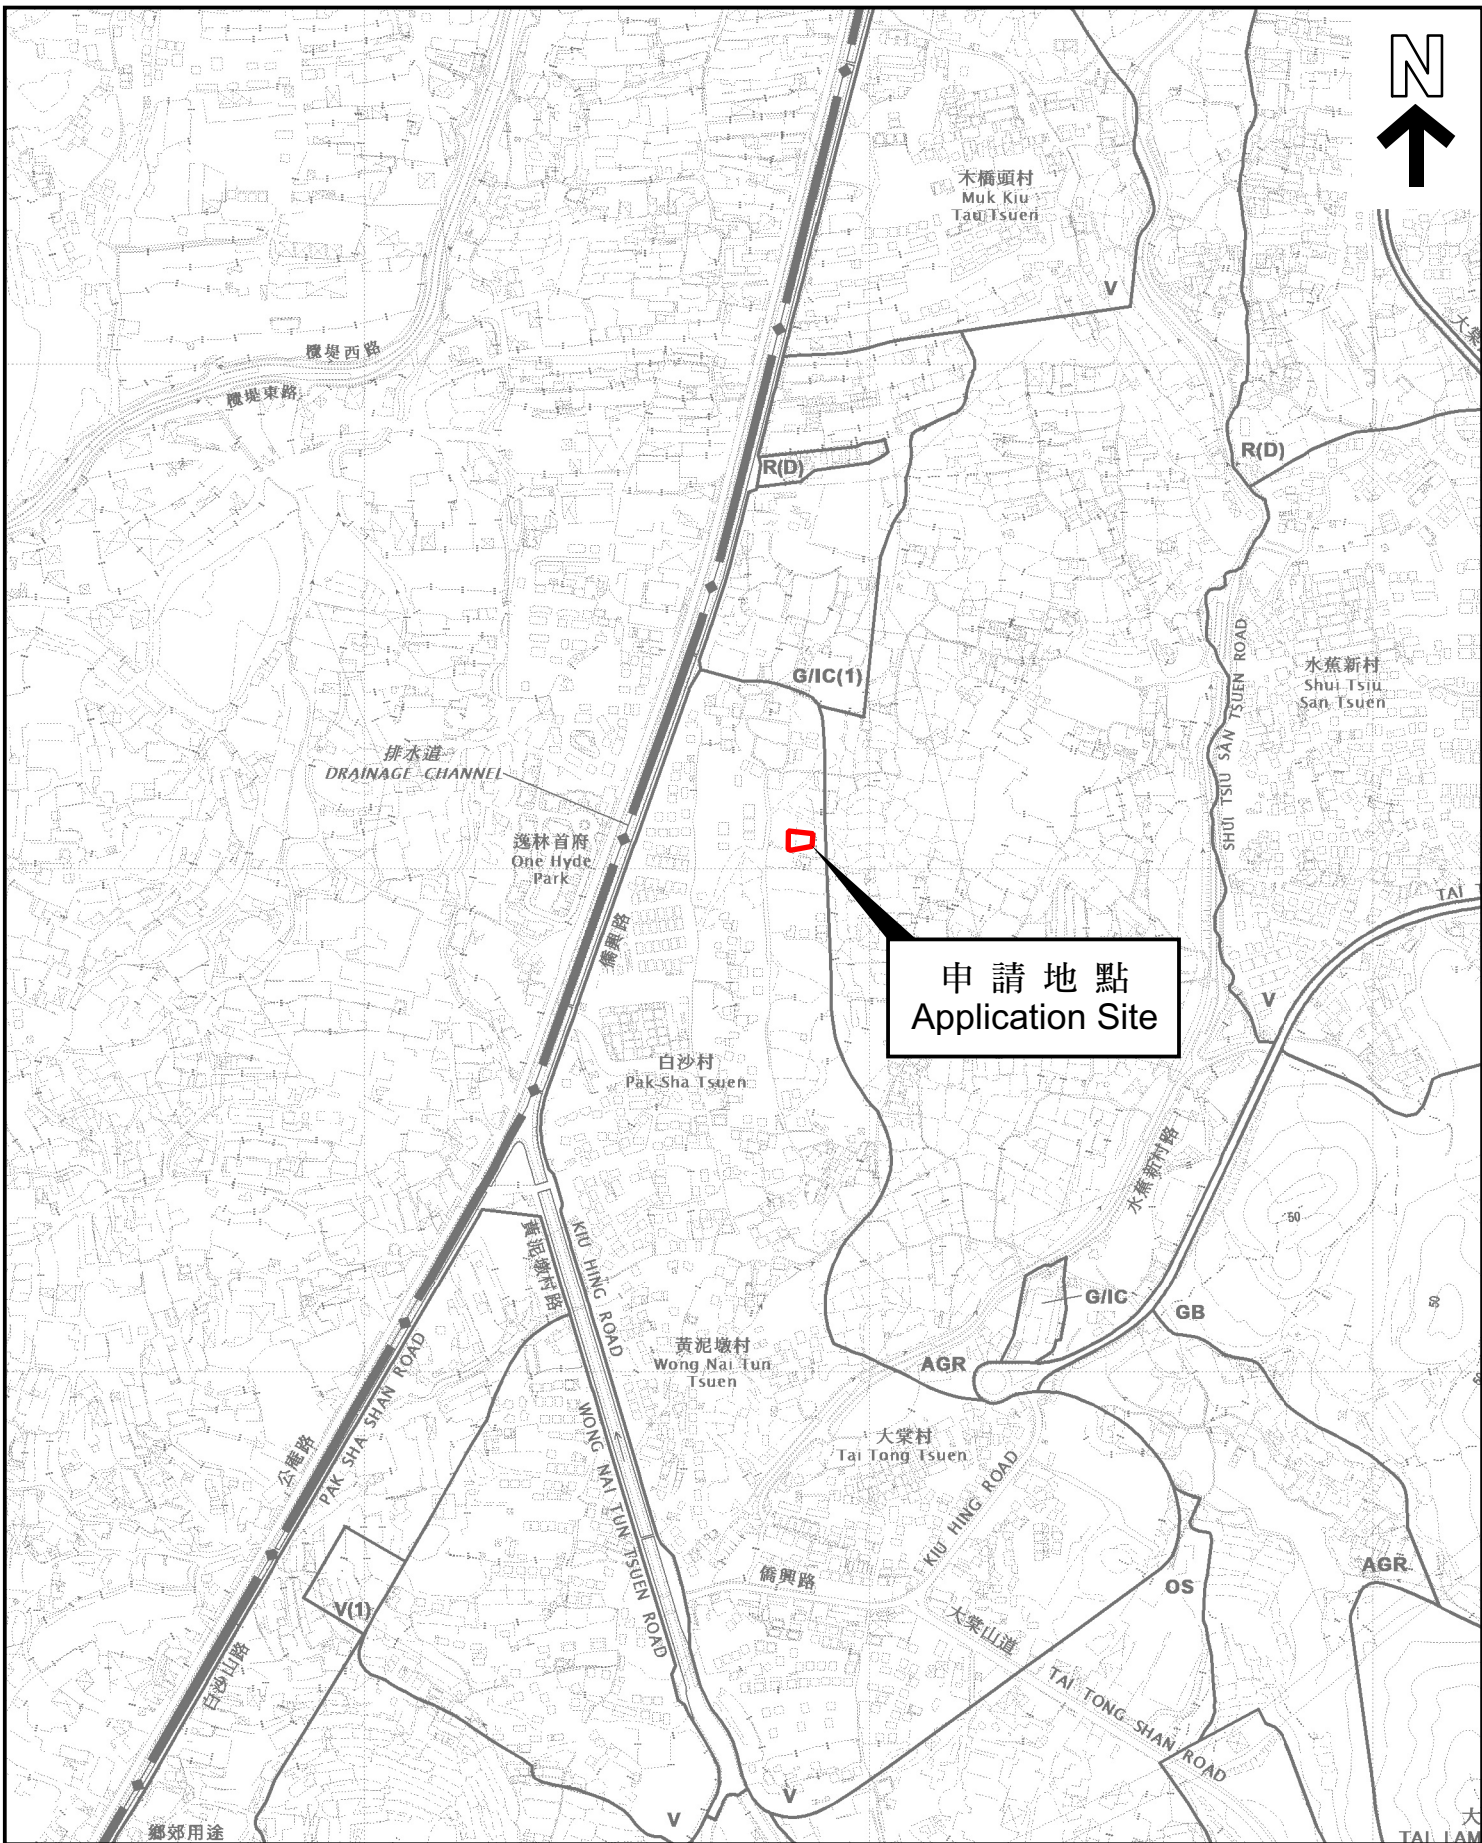 N
木橋頭村
Muk Kiu
Tau Tsuen
V
欖堤西路
欖堤東路
R(D)
R(D)
G/IC(1)
水蕉新村
Shui Tsiu
San Tsuen
SHUI TSIU SAN TSUEN ROAD
排水道
DRAINAGE CHANNEL
逸林首府
One Hyde
Park
僑興路
TAI
申請地點
Application Site
V
白沙村
Pak Sha Tsuen
水蕉新村路
50
50
黃泥墩村路
KIU HING ROAD
G/IC
GB
黃泥墩村
Wong Nai Tun
Tsuen
AGR
公庵路
PAK SHA SHAN ROAD
WONG NAI TUN TSUEN ROAD
大棠村
Tai Tong Tsuen
KIU HING ROAD
僑興路
OS
AGR
V(1)
大棠山道
TAI TONG SHAN ROAD
白沙山路
V
V
鄉郊用途
大
TAI LAM